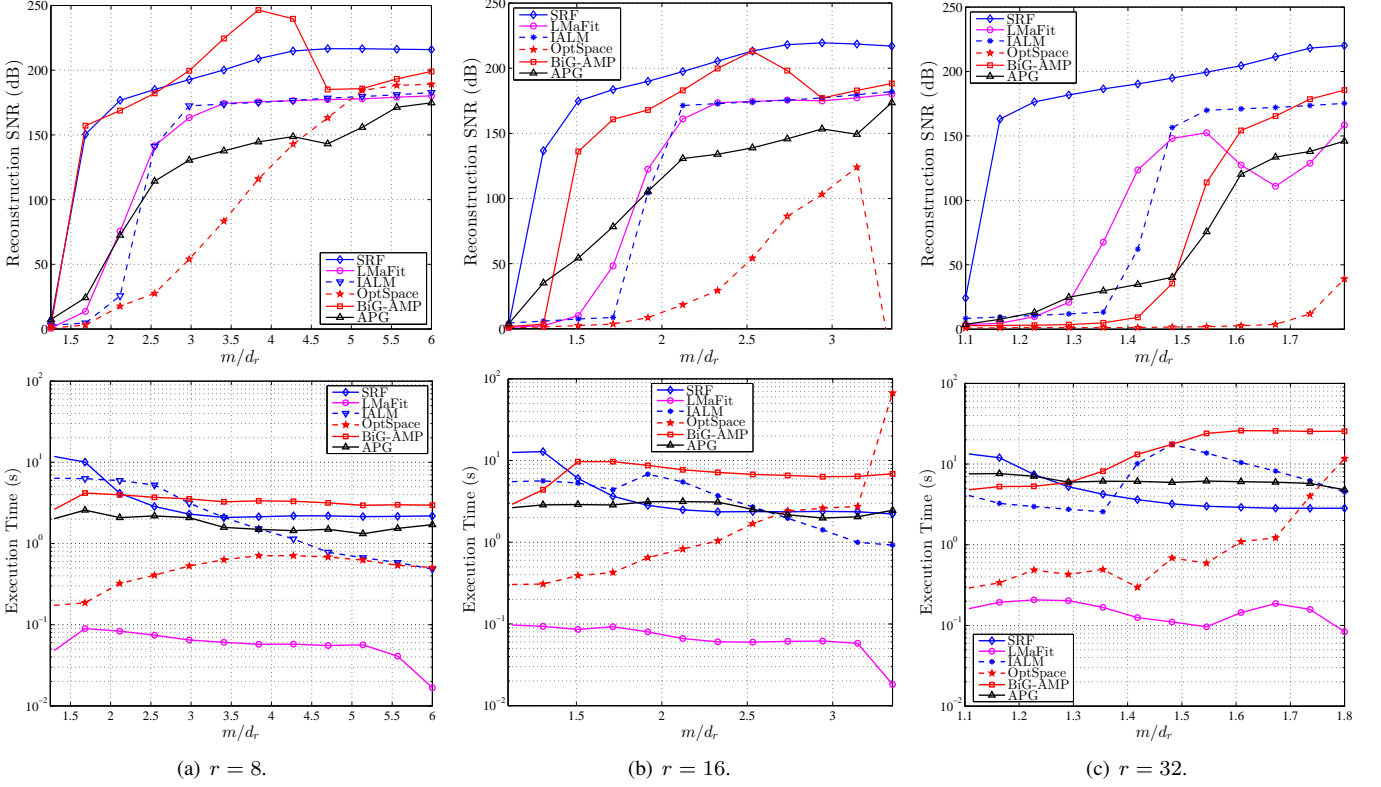 250
200
150
100
50
0
Reconstruction SNR (dB)
1.5 2 2.5 3 3.5 4 4.5 5 5.5 6
m/d_r
SRF
LMaFit
IALM
OptSpace
BiG-AMP
APG
250
200
150
100
50
0
Reconstruction SNR (dB)
1.5 2 2.5 3
m/d_r
SRF
LMaFit
IALM
OptSpace
BiG-AMP
APG
250
200
150
100
50
0
Reconstruction SNR (dB)
1.1 1.2 1.3 1.4 1.5 1.6 1.7 1.8
m/d_r
SRF
LMaFit
IALM
OptSpace
BiG-AMP
APG
10^2
10^1
10^0
10^−1
10^−2
Execution Time (s)
1.5 2 2.5 3 3.5 4 4.5 5 5.5 6
m/d_r
SRF
LMaFit
IALM
OptSpace
BiG-AMP
APG
10^2
10^1
10^0
10^−1
10^−2
Execution Time (s)
1.5 2 2.5 3
m/d_r
SRF
LMaFit
IALM
OptSpace
BiG-AMP
APG
10^2
10^1
10^0
10^−1
10^−2
Execution Time (s)
1.1 1.2 1.3 1.4 1.5 1.6 1.7 1.8
m/d_r
SRF
LMaFit
IALM
OptSpace
BiG-AMP
APG
(a) r = 8.
(b) r = 16.
(c) r = 32.